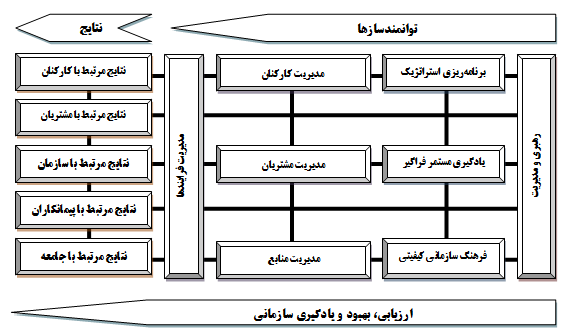 توانمندسازها
نتایج
رهبری و مدیریت
برنامه‌ریزی استراتژیک
یادگیری مستمر فراگیر
فرهنگ سازمانی کیفیتی
مدیریت کارکنان
مدیریت مشتریان
مدیریت منابع
مدیریت فرایندها
نتایج مرتبط با کارکنان
نتایج مرتبط با مشتریان
نتایج مرتبط با سازمان
نتایج مرتبط با پیمانکاران
نتایج مرتبط با جامعه
ارزیابی، بهبود و یادگیری سازمانی